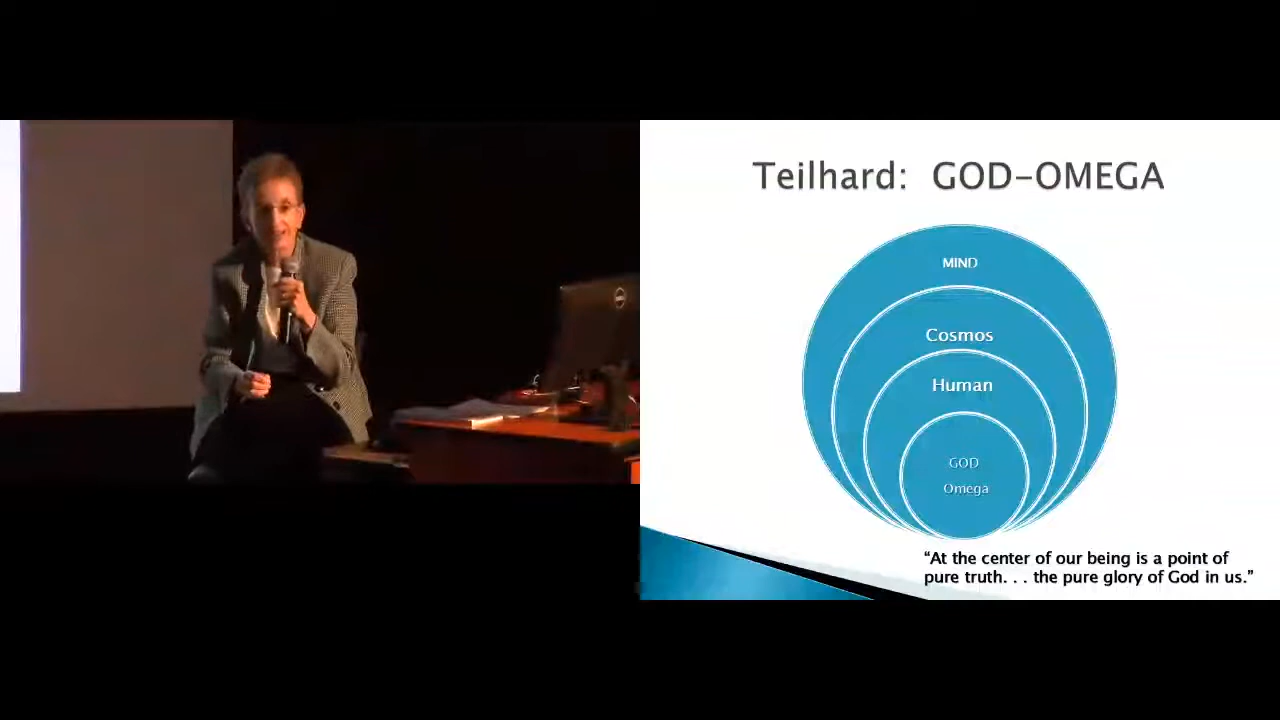 Teilhard:  GOD-OMEGA
MIND
Cosmos
Human
GOD
Omega
“At the center of our being is a point of
pure truth. . . the pure glory of God in us.”